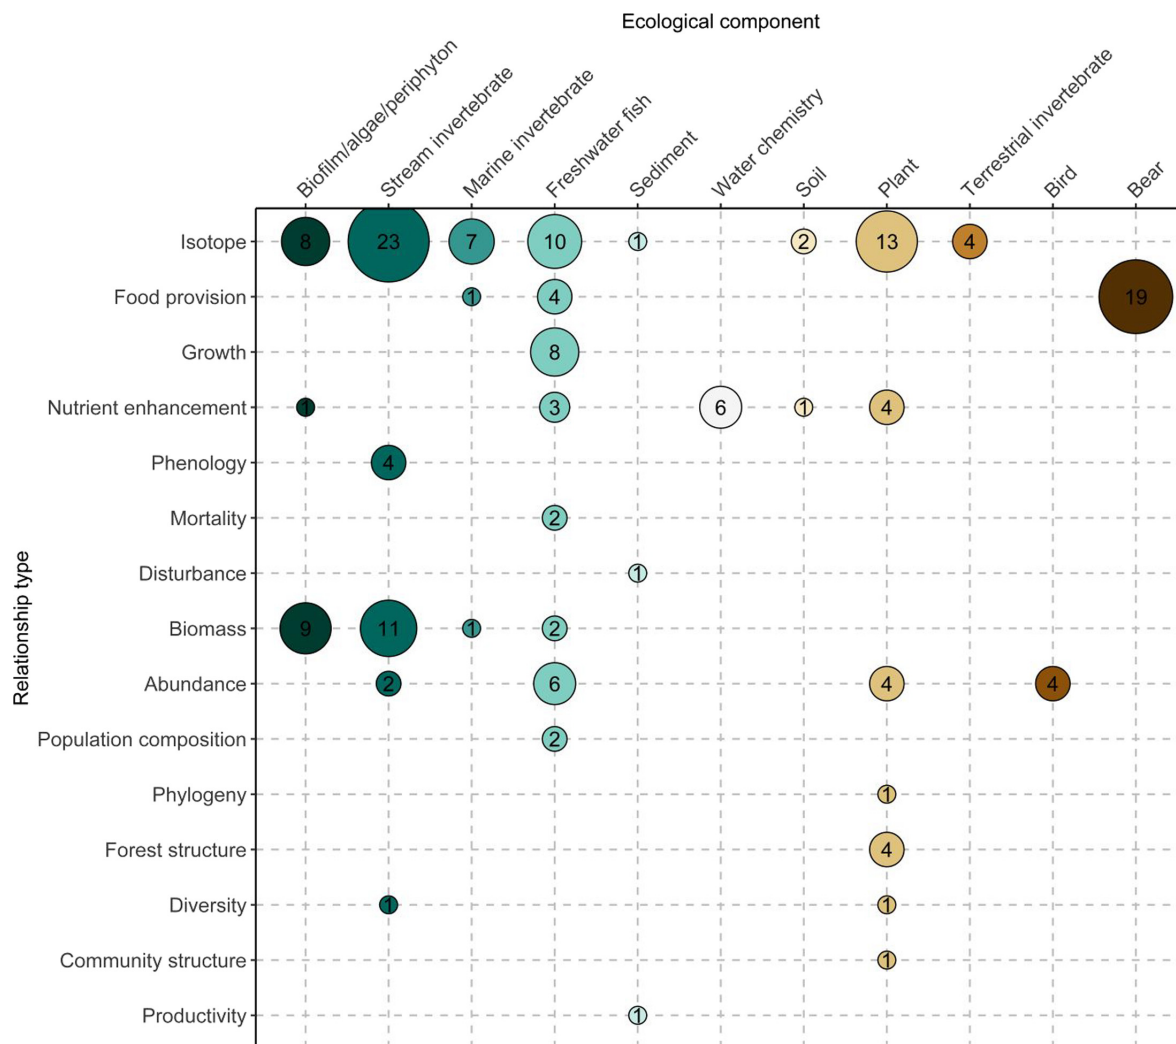 Ecological component
Biofilm/algae/periphyton
Stream invertebrate
Marine invertebrate
Freshwater fish
Sediment
Water chemistry
Soil
Plant
Terrestrial invertebrate
Bird
Bear
Relationship type
Isotope 8 23 7 10 1 2 13 4
Food provision 1 4 19
Growth 8
Nutrient enhancement 1 3 6 1 4
Phenology 4
Mortality 2
Disturbance 1
Biomass 9 11 1 2
Abundance 2 6 4 4
Population composition 2
Phylogeny 1
Forest structure 4
Diversity 1 1
Community structure 1
Productivity 1